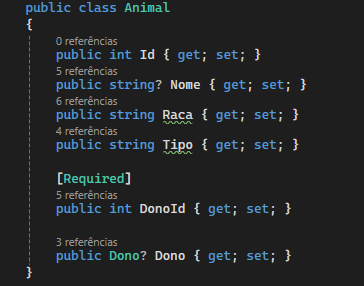 public class Animal
{
0 referências
public int Id { get; set; }
5 referências
public string? Nome { get; set; }
6 referências
public string Raca { get; set; }
4 referências
public string Tipo { get; set; }
[Required]
5 referências
public int DonoId { get; set; }
3 referências
public Dono? Dono { get; set; }
}